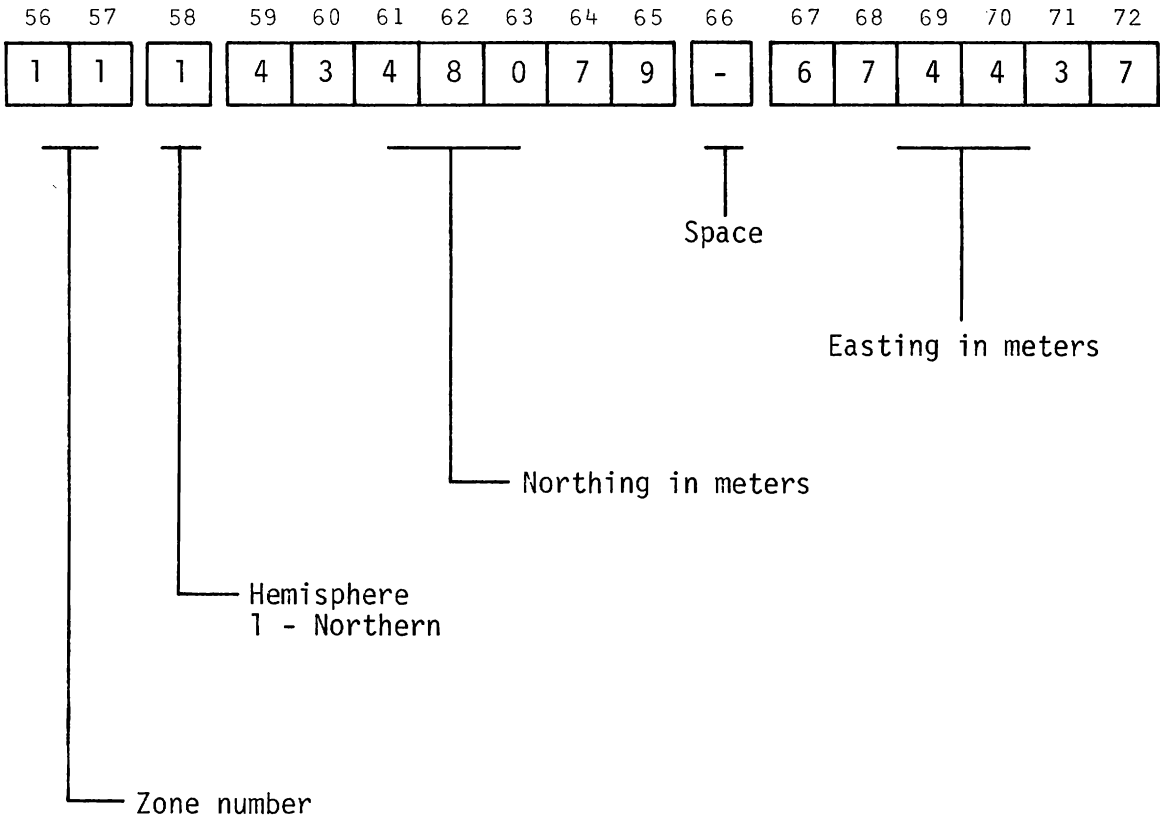 56 57 58 59 60 61 62 63 64 65 66 67 68 69 70 71 72
1 1 1 4 3 4 8 0 7 9 - 6 7 4 4 3 7
Space
Easting in meters
Northing in meters
Hemisphere
1 - Northern
Zone number